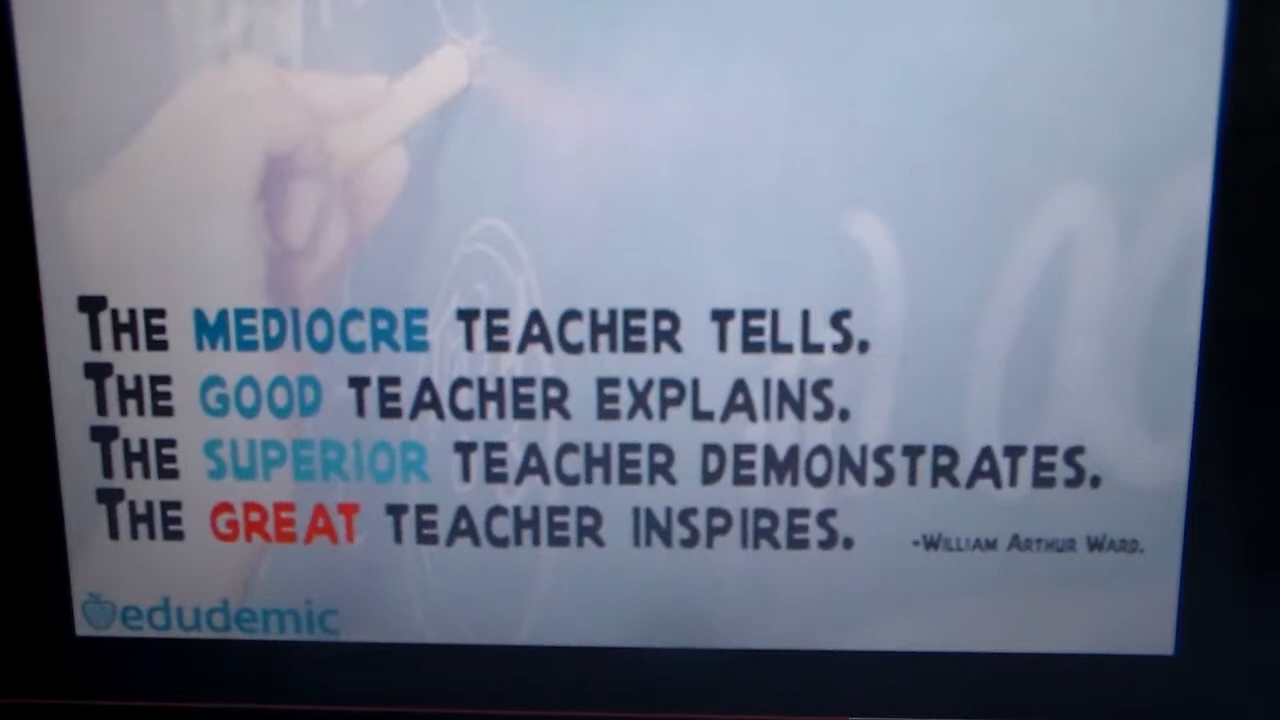 THE MEDIOCRE TEACHER TELLS.
THE GOOD TEACHER EXPLAINS.
THE SUPERIOR TEACHER DEMONSTRATES.
THE GREAT TEACHER INSPIRES.
-WILLIAM ARTHUR WARD.
edudemic